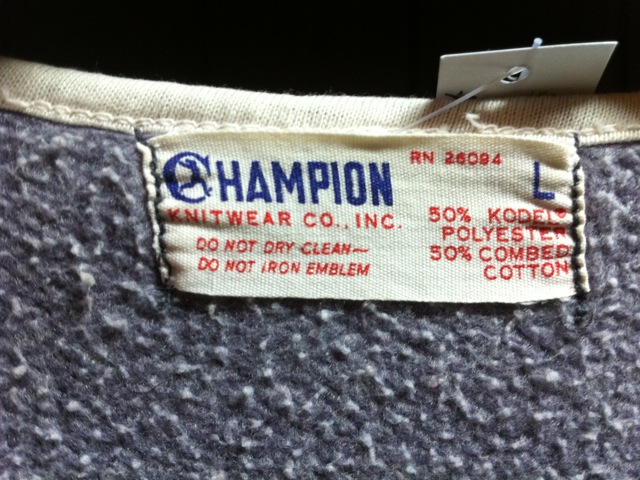 CHAMPION
KNITWEAR CO., INC.
DO NOT DRY CLEAN—
DO NOT IRON EMBLEM
RN 26094
L
50% KODEL®
POLYESTER
50% COMBED
COTTON